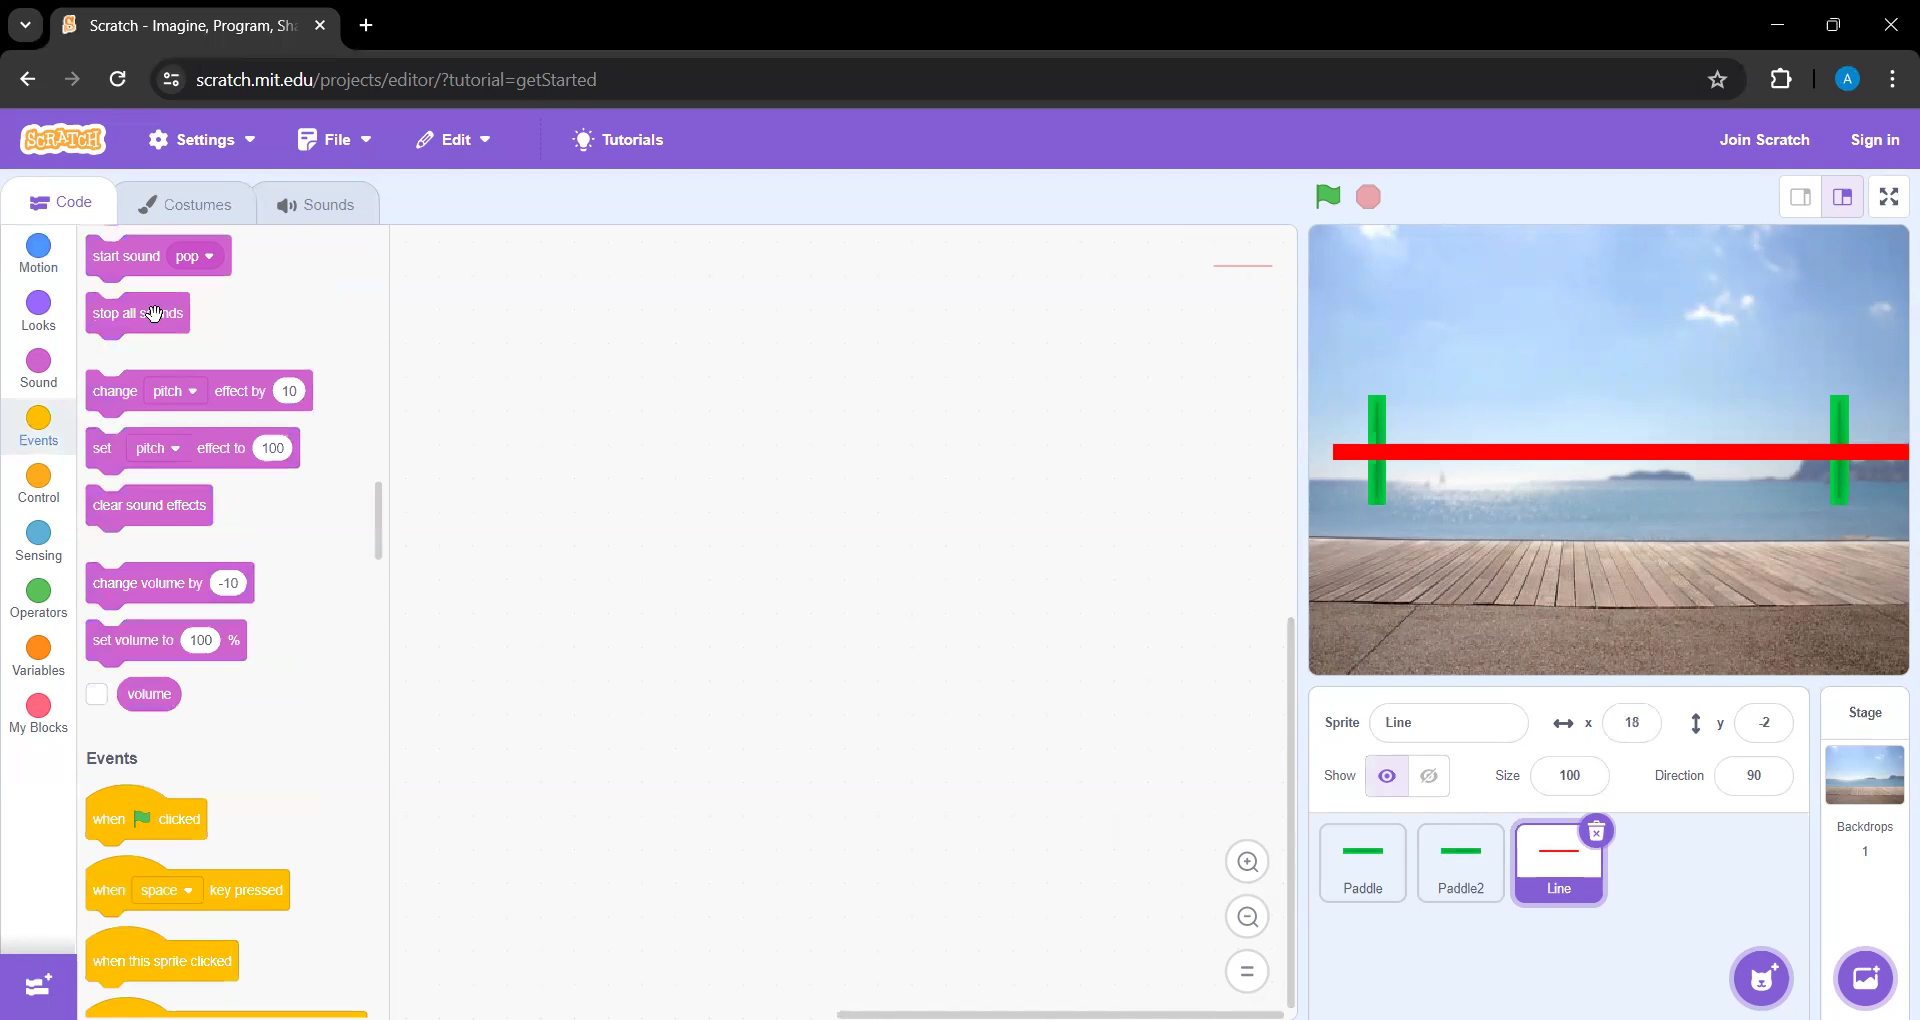 Scratch - Imagine, Program, Sha
scratch.mit.edu/projects/editor/?tutorial=getStarted
A
SCRATCH
Settings
File
Edit
Tutorials
Join Scratch
Sign in
Code
Costumes
Sounds
Motion
Looks
Sound
Events
Control
Sensing
Operators
Variables
My Blocks
start sound pop
stop all sounds
change pitch effect by 10
set pitch effect to 100
clear sound effects
change volume by -10
set volume to 100 %
volume
Events
when clicked
when space key pressed
when this sprite clicked
Sprite Line x 18 y -2
Show Size 100 Direction 90
Paddle
Paddle2
Line
Stage
Backdrops
1